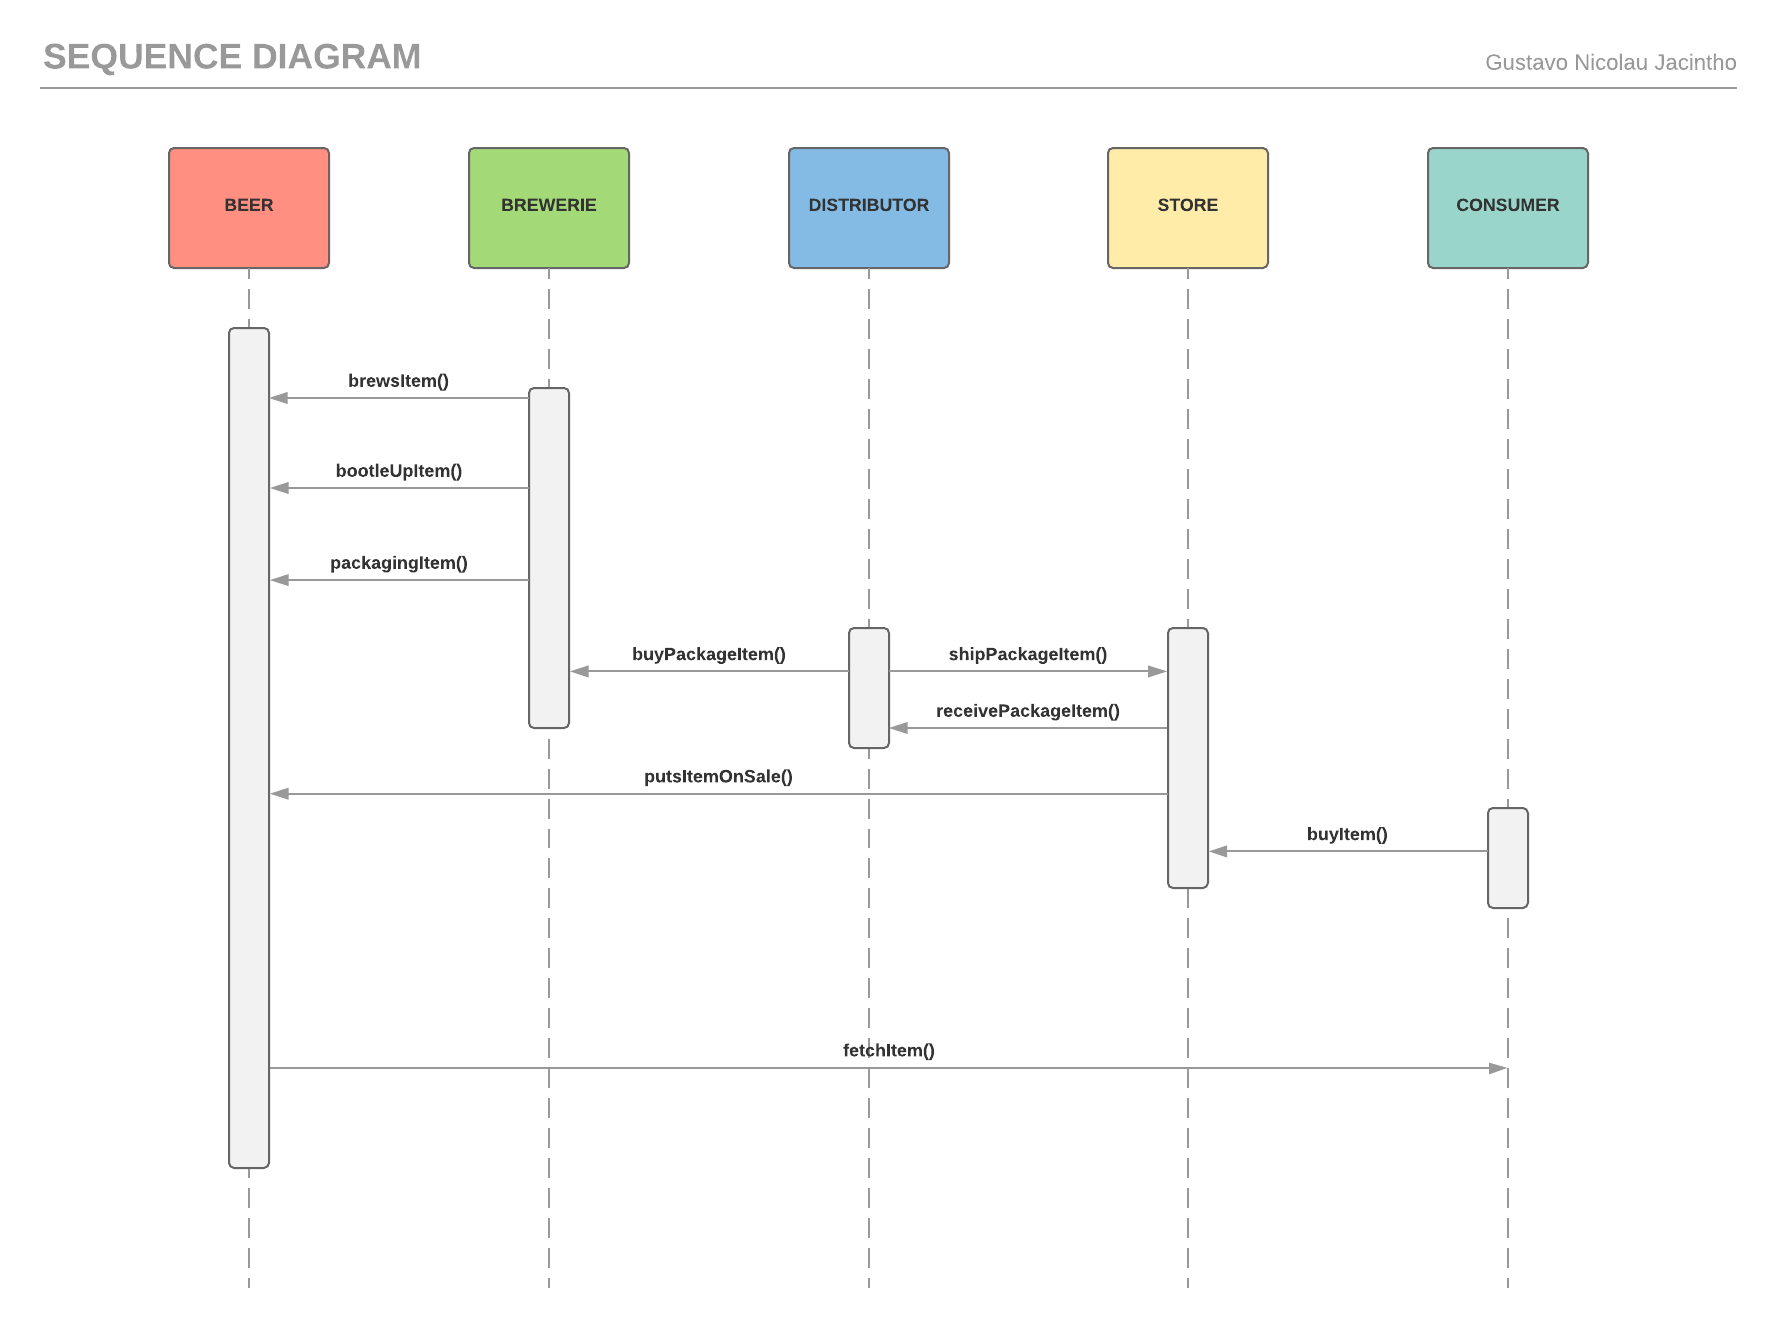 SEQUENCE DIAGRAM
Gustavo Nicolau Jacintho
BEER
BREWERIE
DISTRIBUTOR
STORE
CONSUMER
brewsItem()
bootleUpItem()
packagingItem()
buyPackageItem()
shipPackageItem()
receivePackageItem()
putsItemOnSale()
buyItem()
fetchItem()